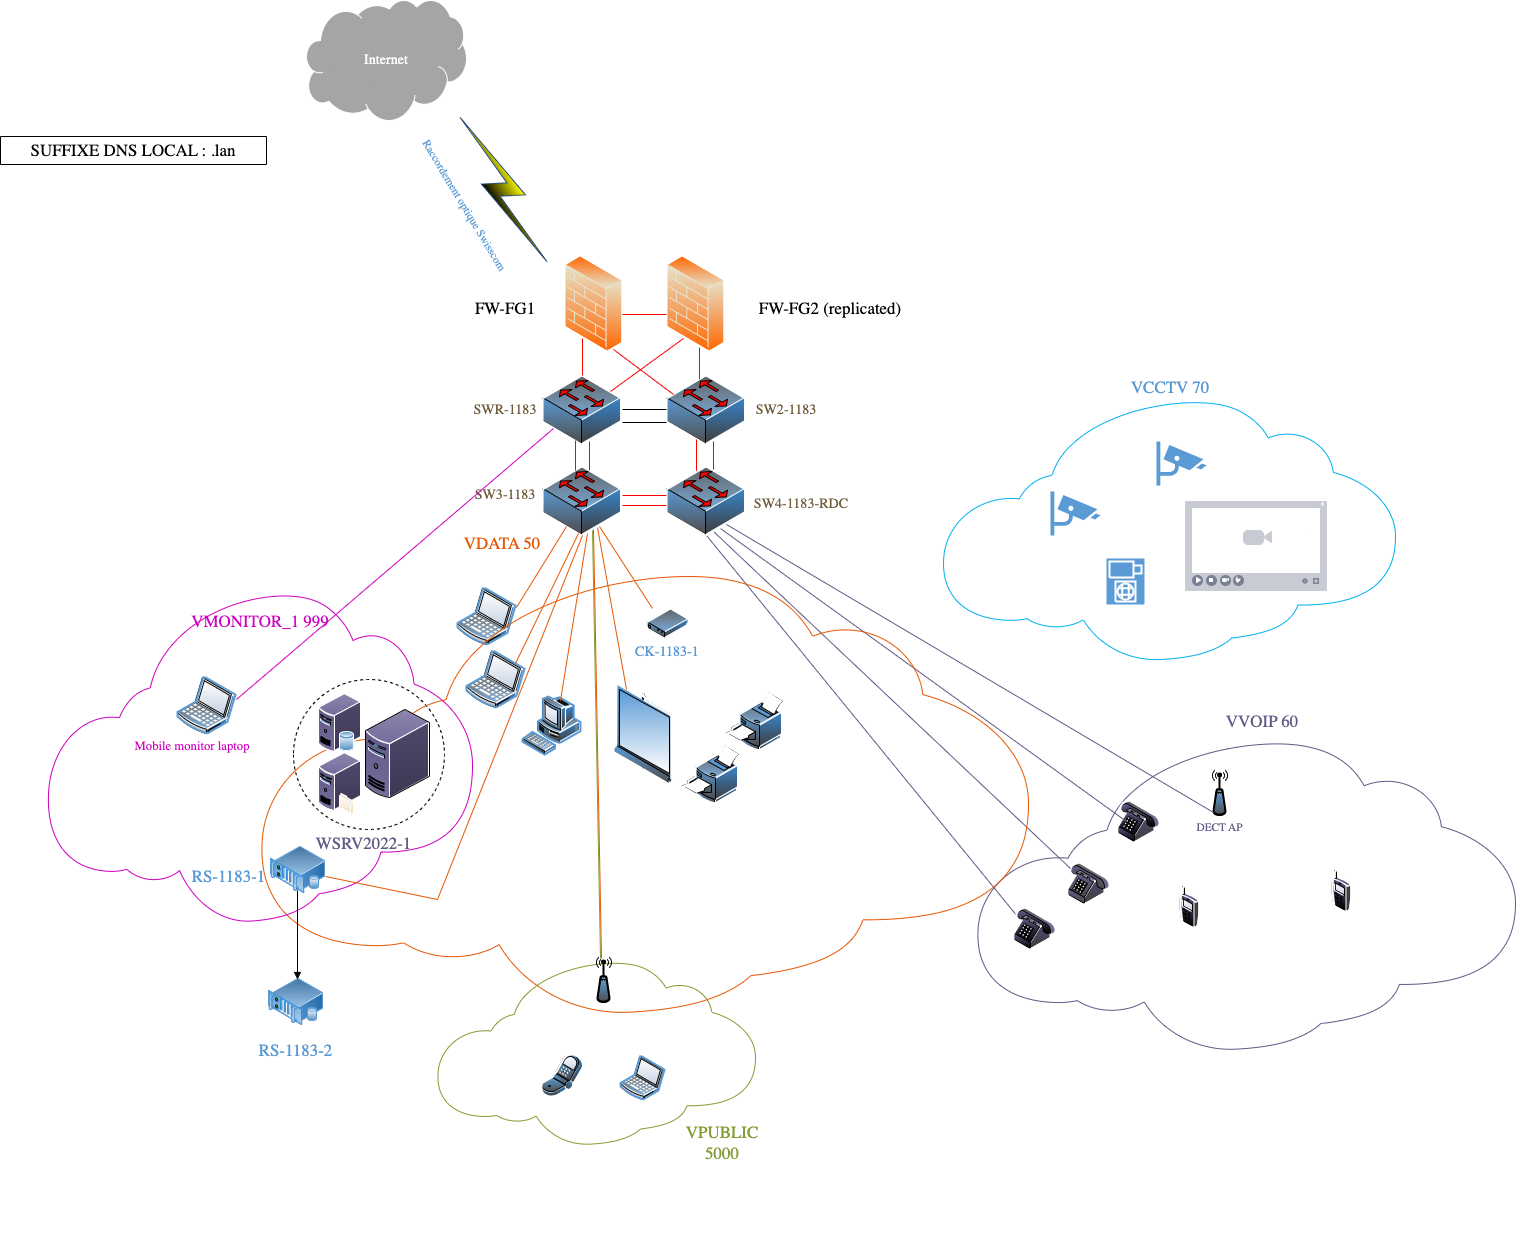 Internet
SUFFIXE DNS LOCAL : .lan
Raccordement optique Swisscom
FW-FG1
FW-FG2 (replicated)
SWR-1183
SW2-1183
SW3-1183
SW4-1183-RDC
VDATA 50
VCCTV 70
VMONITOR_1 999
CK-1183-1
Mobile monitor laptop
VVOIP 60
DECT AP
WSRV2022-1
RS-1183-1
RS-1183-2
VPUBLIC
5000